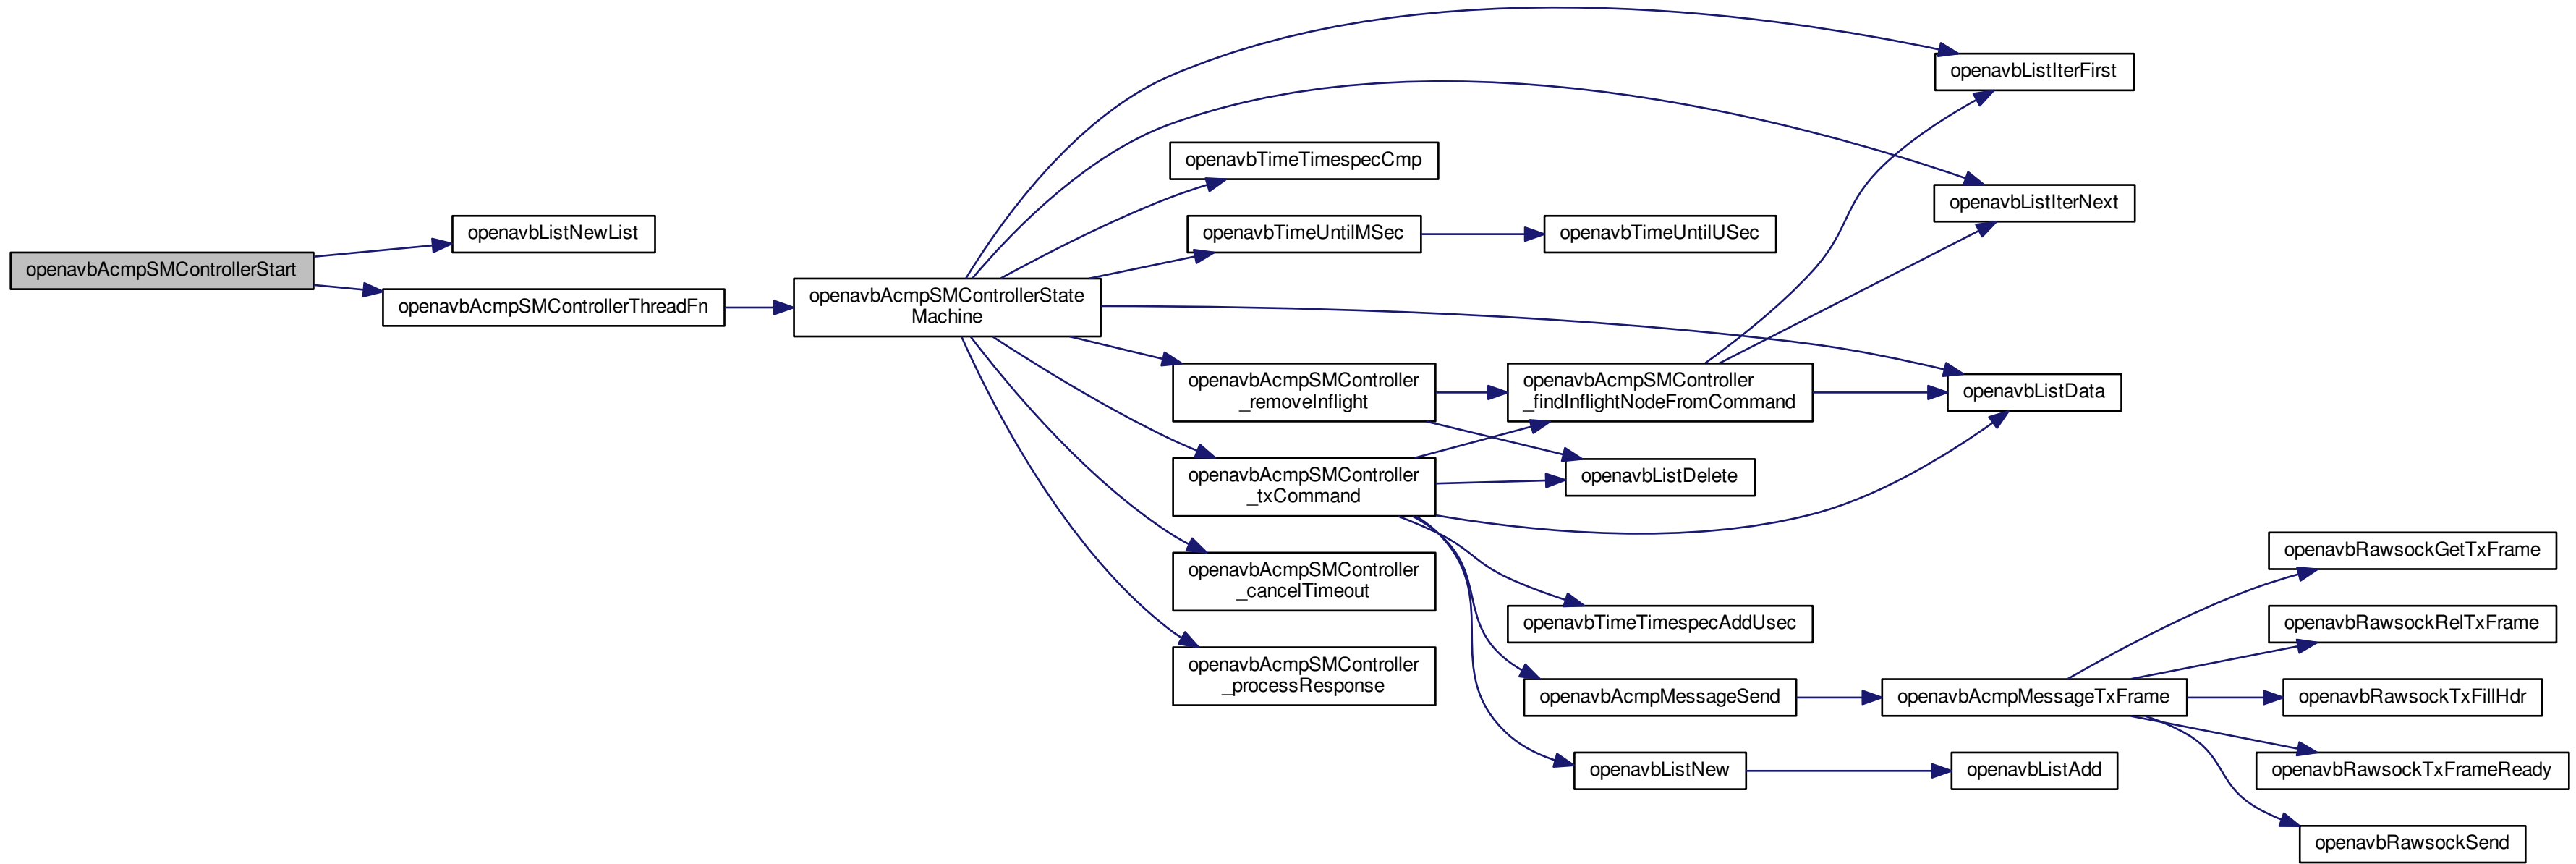 openavbAcmpSMControllerStart
openavbListNewList
openavbAcmpSMControllerThreadFn
openavbAcmpSMControllerState
Machine
openavbTimeTimespecCmp
openavbTimeUntilMSec
openavbTimeUntilUSec
openavbAcmpSMController
_removeInflight
openavbAcmpSMController
_txCommand
openavbAcmpSMController
_cancelTimeout
openavbAcmpSMController
_processResponse
openavbAcmpSMController
_findInflightNodeFromCommand
openavbListDelete
openavbTimeTimespecAddUsec
openavbAcmpMessageSend
openavbListNew
openavbListIterFirst
openavbListIterNext
openavbListData
openavbAcmpMessageTxFrame
openavbListAdd
openavbRawsockGetTxFrame
openavbRawsockRelTxFrame
openavbRawsockTxFillHdr
openavbRawsockTxFrameReady
openavbRawsockSend